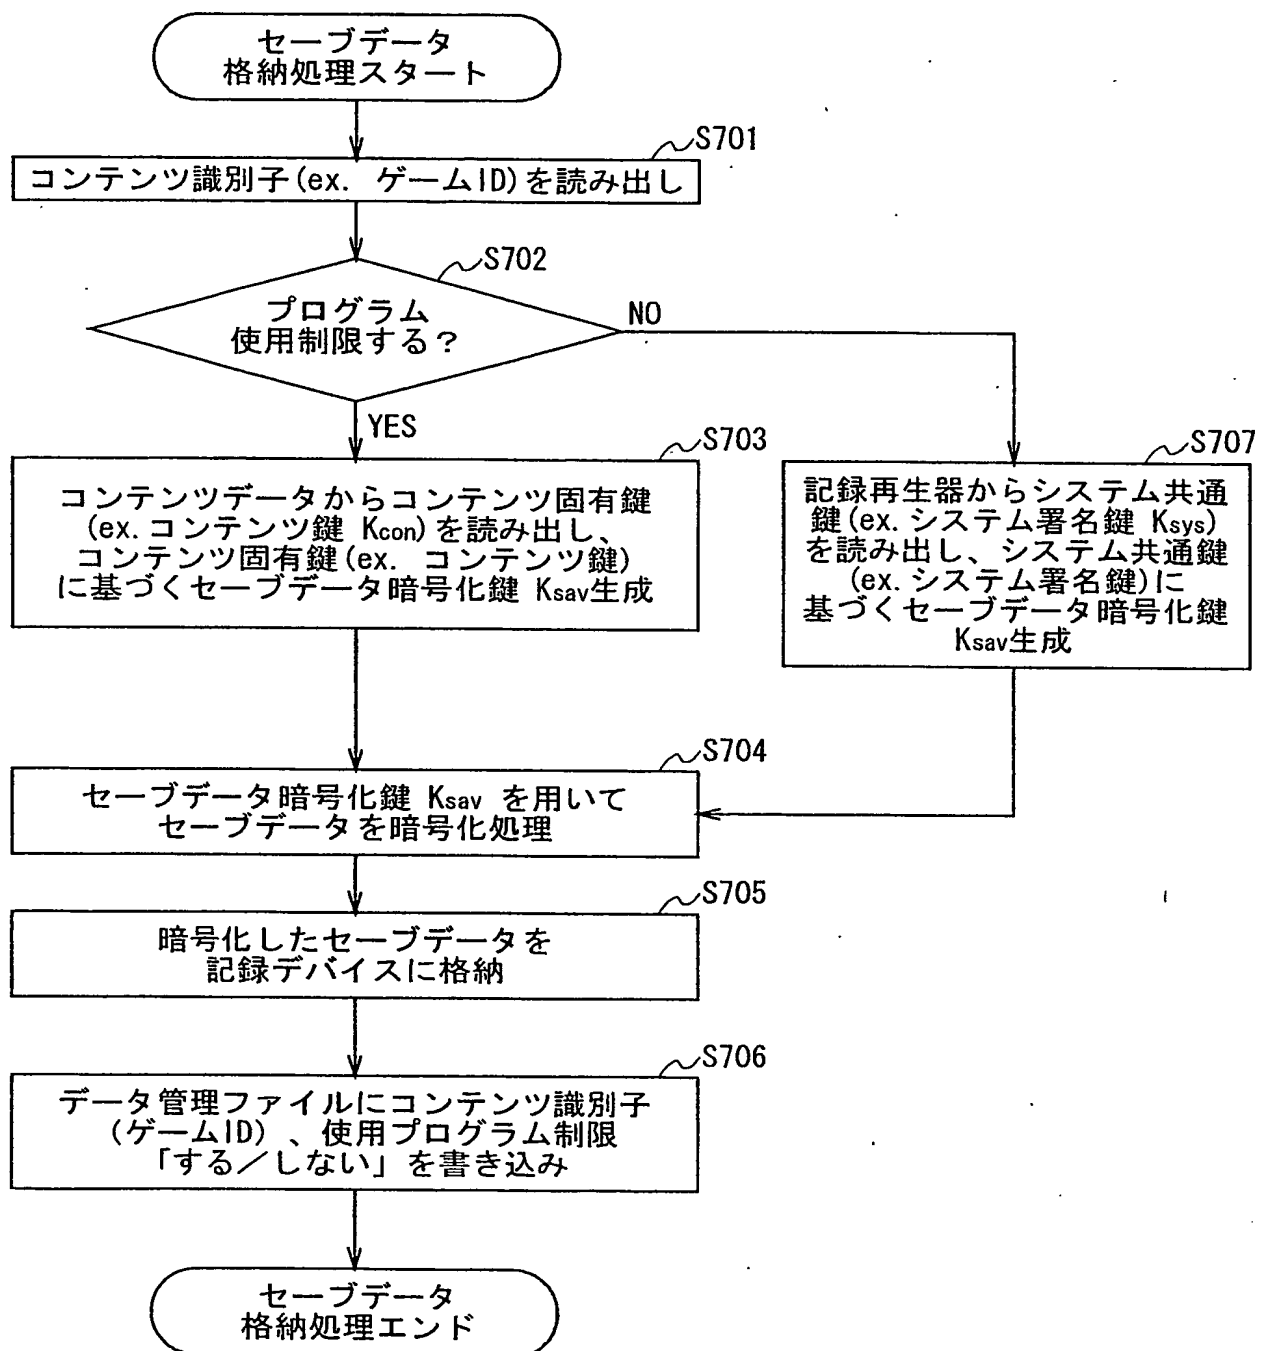 セーブデータ
格納処理スタート
S701
コンテンツ識別子(ex. ゲームID)を読み出し
S702
プログラム
使用制限する?
NO
YES
S703
コンテンツデータからコンテンツ固有鍵
(ex.コンテンツ鍵 Kcon)を読み出し、
コンテンツ固有鍵(ex. コンテンツ鍵)
に基づくセーブデータ暗号化鍵 Ksav生成
S707
記録再生器からシステム共通
鍵(ex.システム署名鍵 Ksys)
を読み出し、システム共通鍵
(ex.システム署名鍵)に
基づくセーブデータ暗号化鍵
Ksav生成
S704
セーブデータ暗号化鍵 Ksav を用いて
セーブデータを暗号化処理
S705
暗号化したセーブデータを
記録デバイスに格納
S706
データ管理ファイルにコンテンツ識別子
(ゲームID)、使用プログラム制限
「する/しない」を書き込み
セーブデータ
格納処理エンド